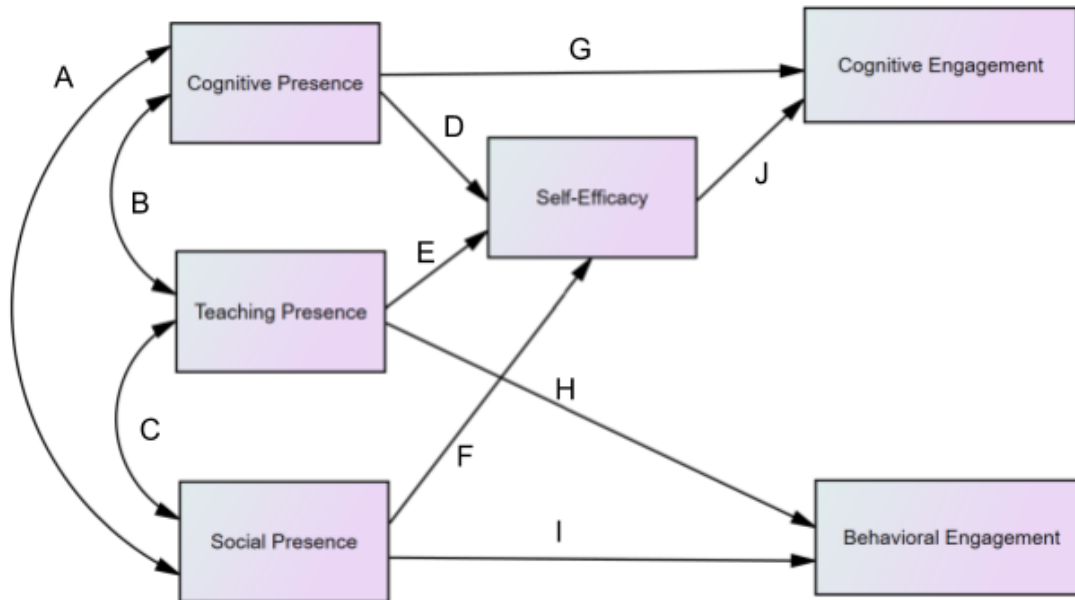 G
A
Cognitive Presence
Cognitive Engagement
D
J
B
Self-Efficacy
E
Teaching Presence
H
C
F
I
Social Presence
Behavioral Engagement